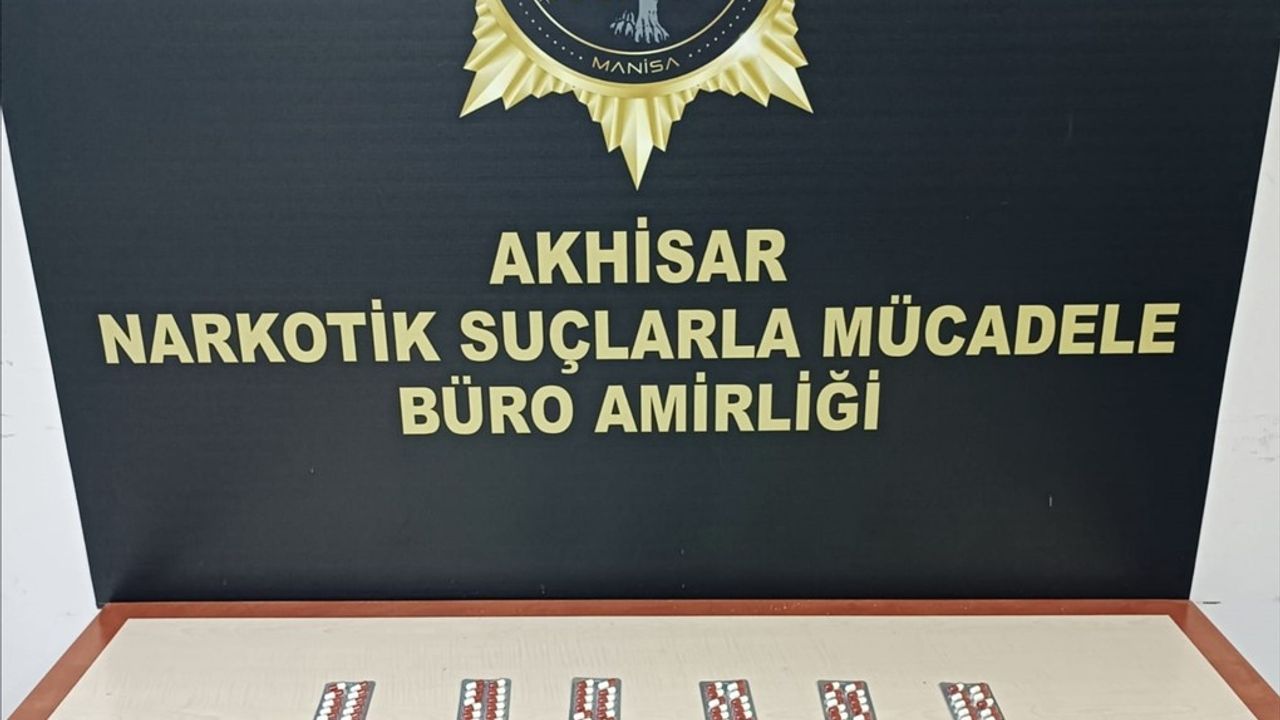 MANİSA
AKHİSAR
NARKOTİK SUÇLARLA MÜCADELE
BÜRO AMİRLİĞİ